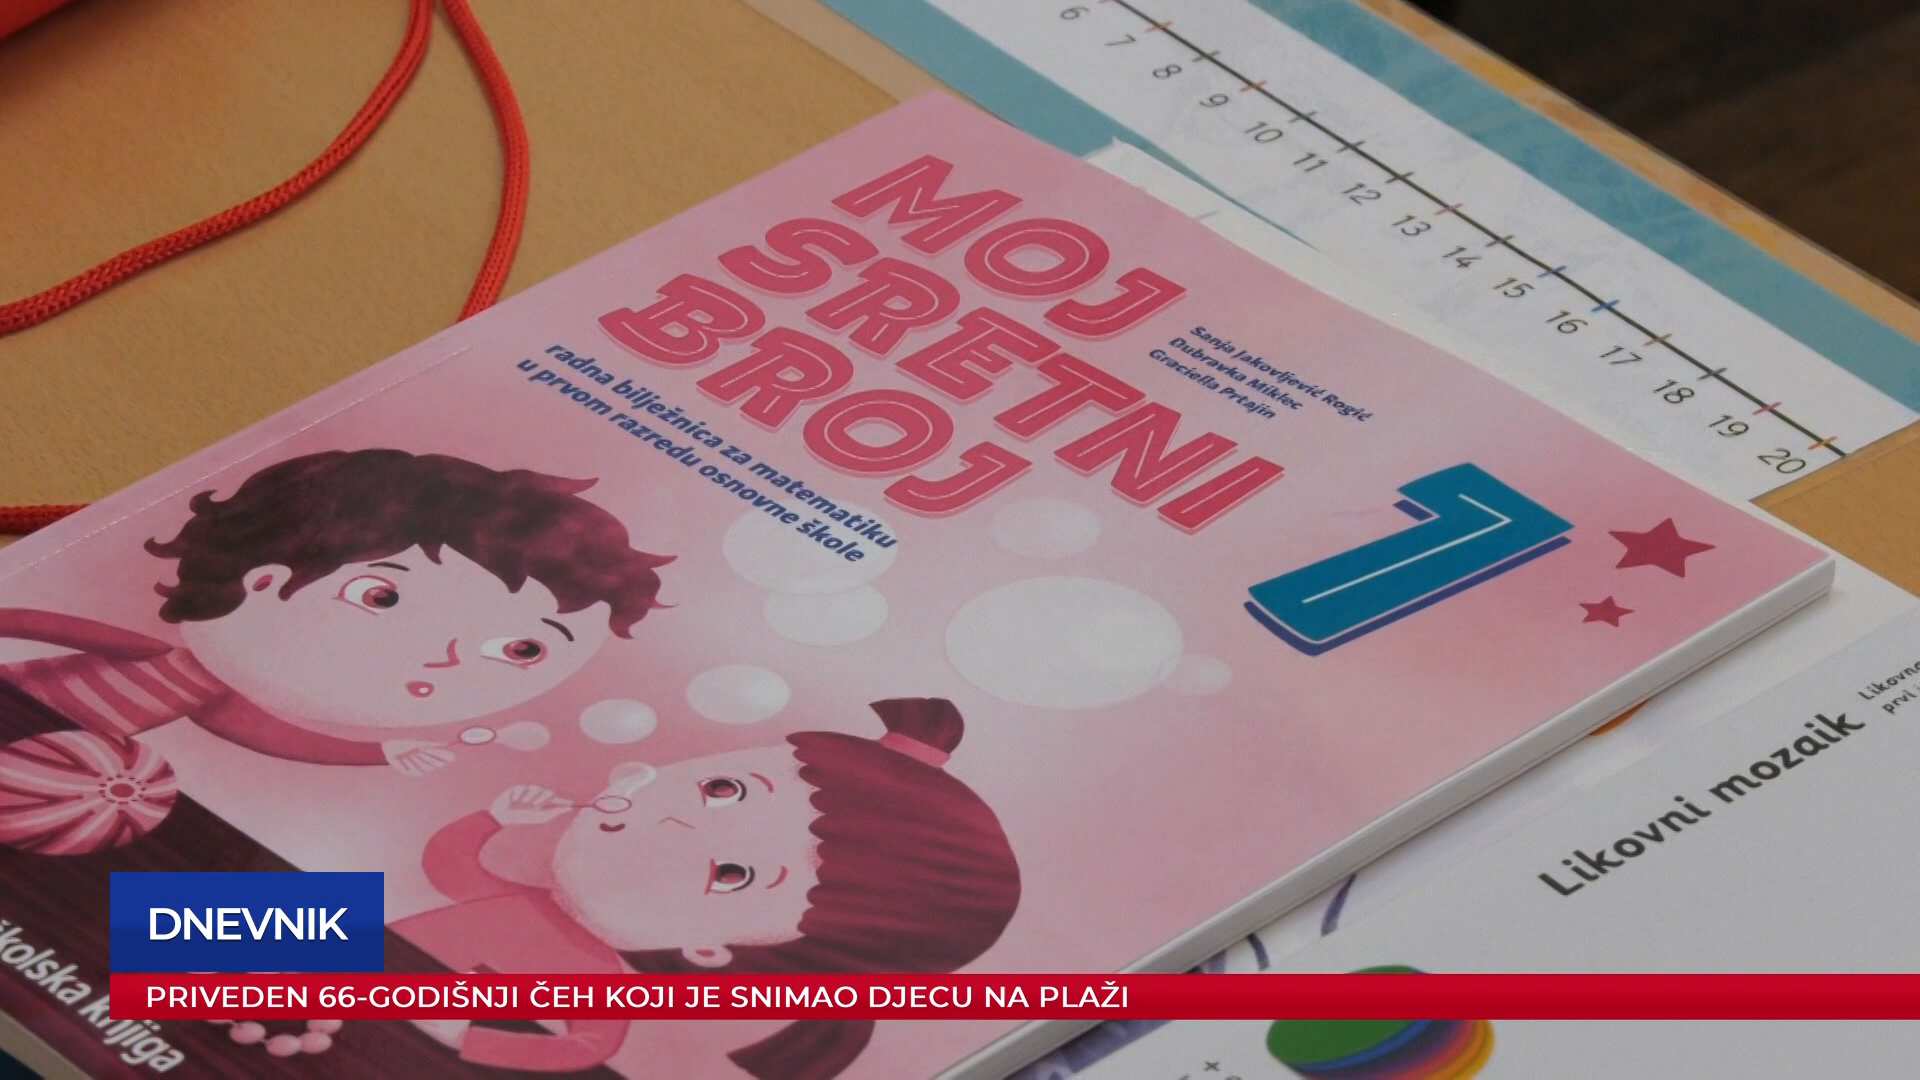 6 7 8 9 10 11 12 13 14 15 16 17 18 19 20
MOJ
SRETNI
BROJ
1
Sanja Jakovljević Rogić
Dubravka Miklec
Graciella Prtajin
radna bilježnica za matematiku
u prvom razredu osnovne škole
Likovni mozaik
prvi
školska knjiga
DNEVNIK
PRIVEDEN 66-GODIŠNJI ČEH KOJI JE SNIMAO DJECU NA PLAŽI